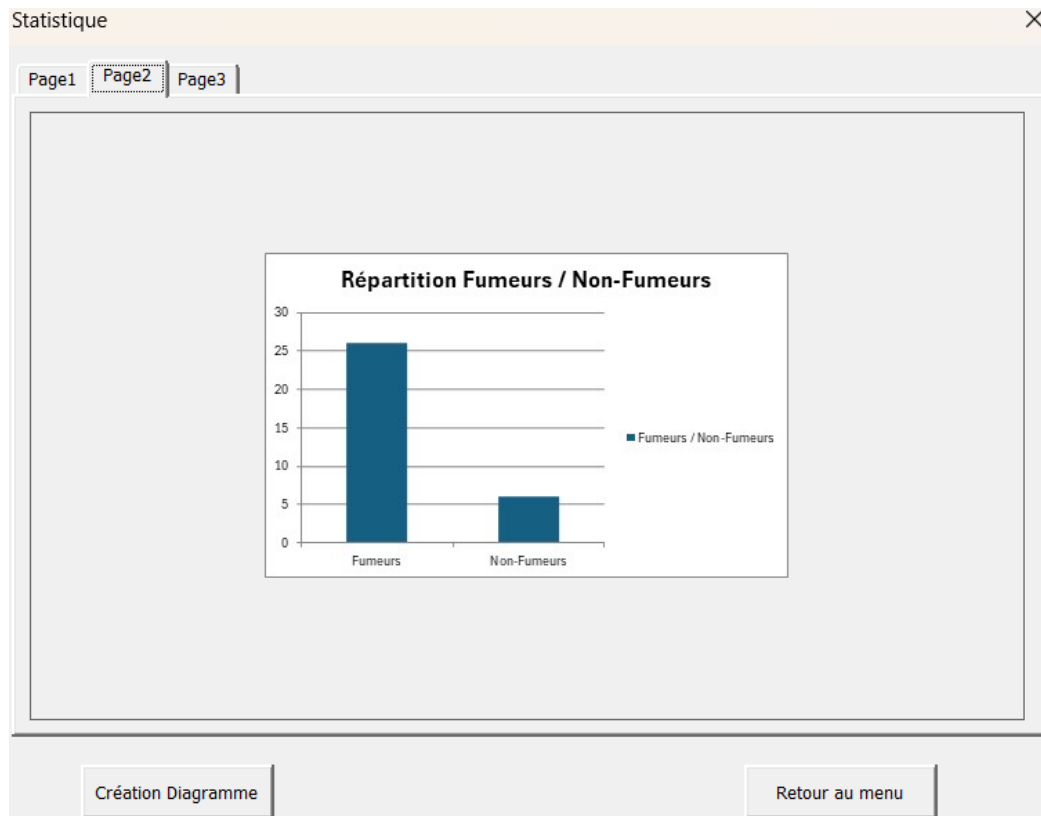 Statistique
Page1 Page2 Page3
Répartition Fumeurs / Non-Fumeurs
30
25
20
15
10
5
0
Fumeurs Non-Fumeurs
Fumeurs / Non-Fumeurs
Création Diagramme Retour au menu